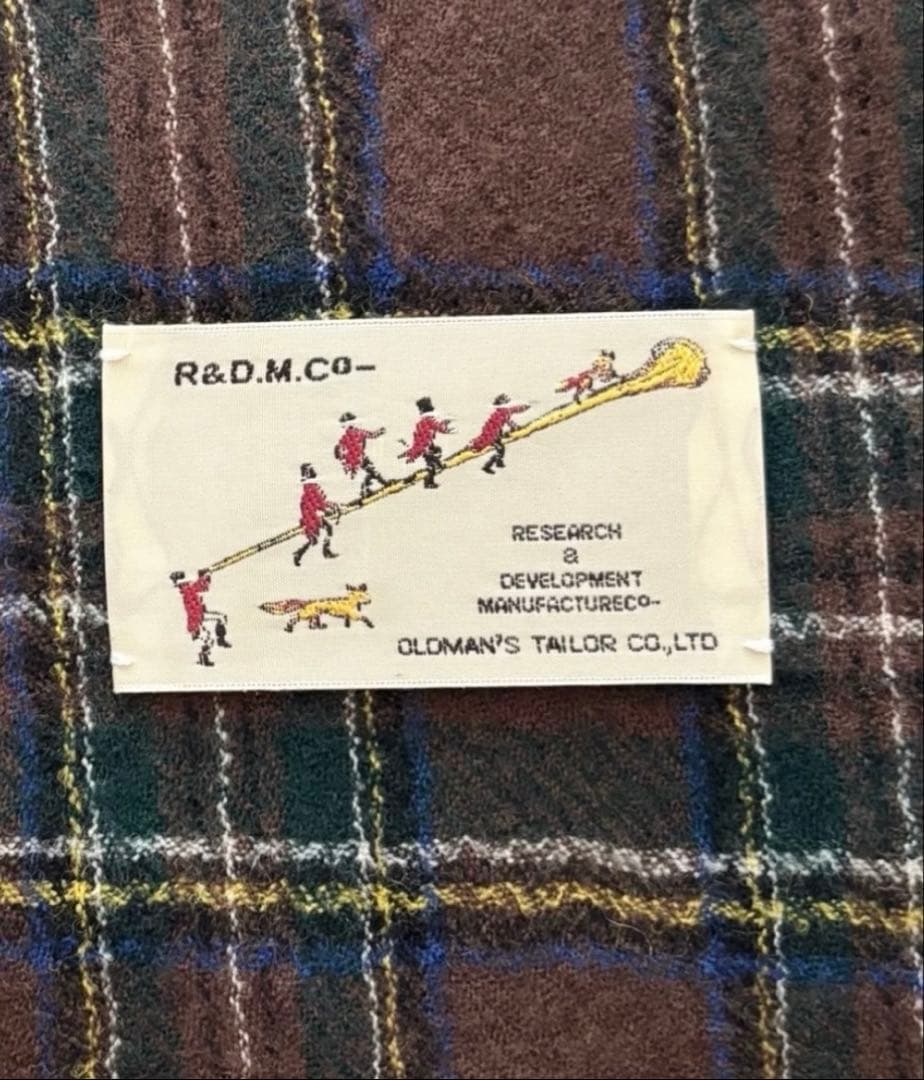 R&D.M.Co-
RESEARCH
&
DEVELOPMENT
MANUFACTURECO-
OLDMAN'S TAILOR CO.,LTD